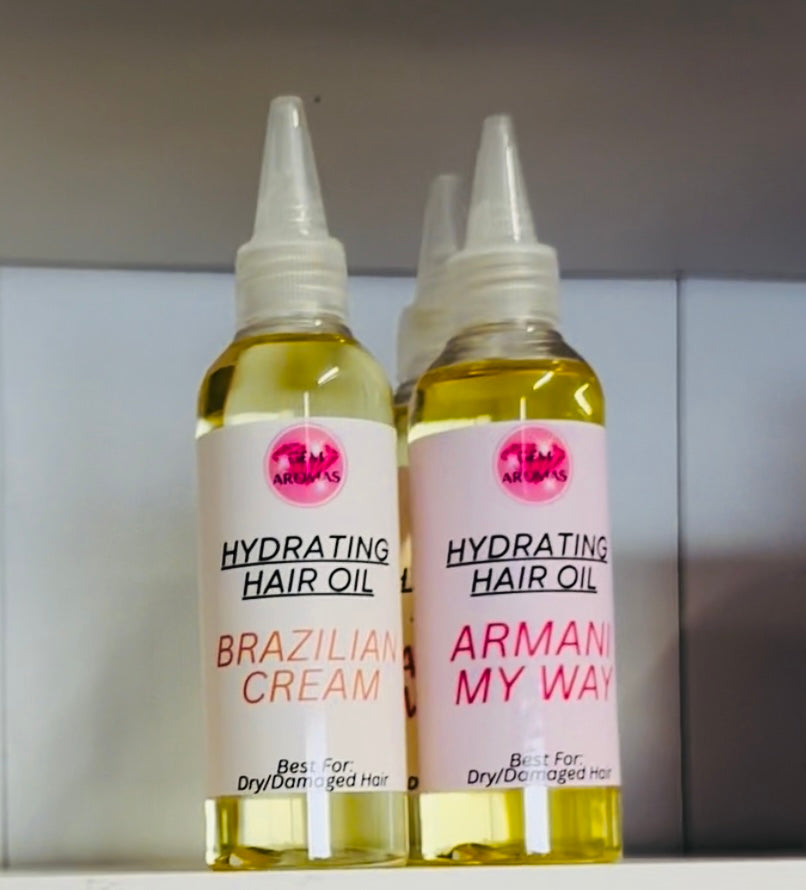 GEM
AROMAS
HYDRATING
HAIR OIL
BRAZILIAN
CREAM
Best For:
Dry/Damaged Hair
GEM
AROMAS
HYDRATING
HAIR OIL
ARMANI
MY WAY
Best For:
Dry/Damaged Hair